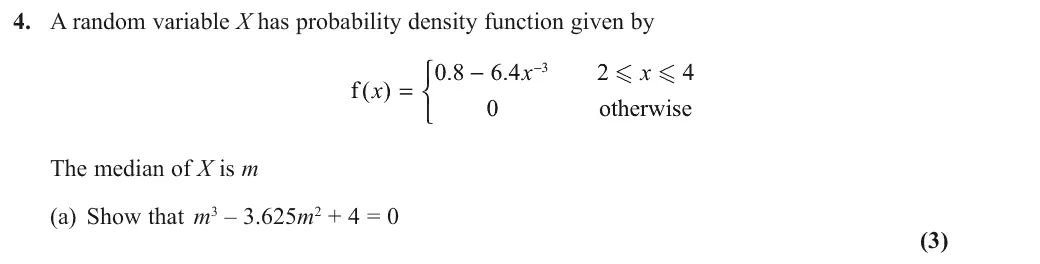 4. A random variable X has probability density function given by
f(x) = { 0.8 – 6.4x⁻³    2 ⩽ x ⩽ 4
0    otherwise
The median of X is m
(a) Show that m³ – 3.625m² + 4 = 0
(3)